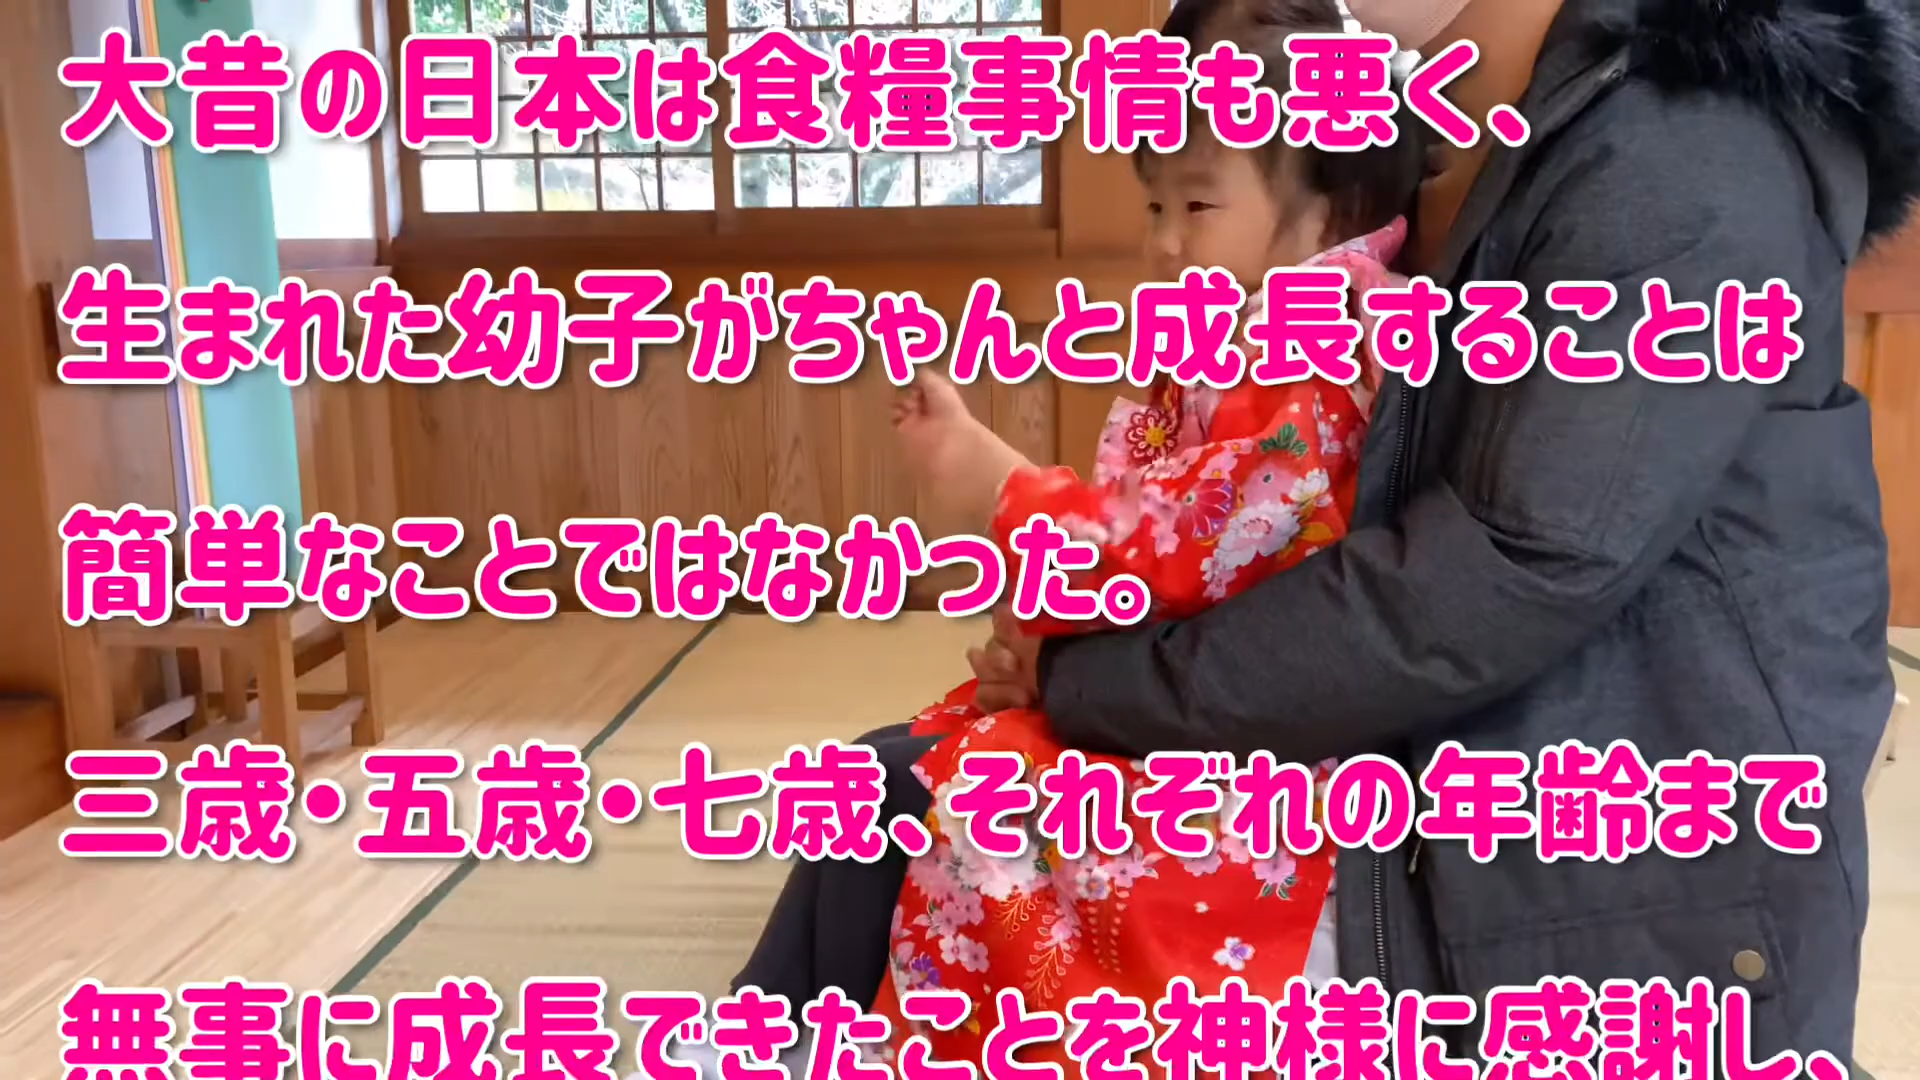 大昔の日本は食糧事情も悪く、
生まれた幼子がちゃんと成長することは
簡単なことではなかった。
三歳・五歳・七歳、それぞれの年齢まで
無事に成長できたことを神様に感謝し、